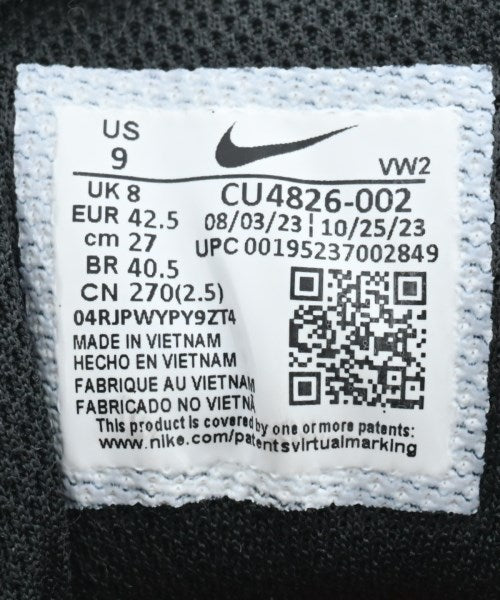 US
9
VW2
UK 8
CU4826-002
EUR 42.5
08/03/23 | 10/25/23
cm 27
UPC 00195237002849
BR 40.5
CN 270(2.5)
04RJPWYPY9ZT4
MADE IN VIETNAM
HECHO EN VIETNAM
FABRIQUE AU VIETNAM
FABRICADO NO VIETNÃ
This product is covered by one or more patents:
www.nike.com/patentsvirtualmarking